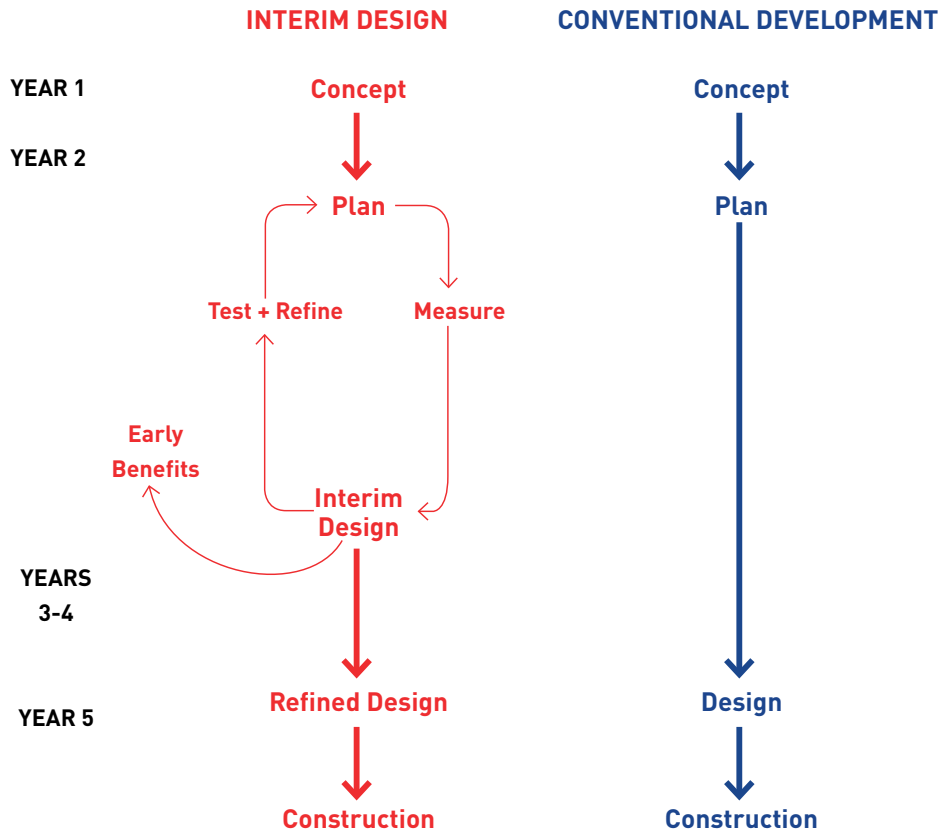 INTERIM DESIGN
CONVENTIONAL DEVELOPMENT
YEAR 1
Concept
Concept
YEAR 2
Plan
Plan
Test + Refine
Measure
Early
Benefits
Interim
Design
YEARS
3-4
Refined Design
Design
YEAR 5
Construction
Construction